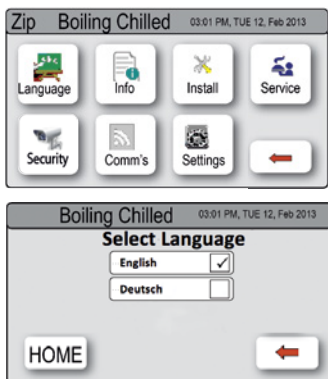 Zip Boiling Chilled 03:01 PM, TUE 12, Feb 2013
Language Info Install Service
Security Comm's Settings
Boiling Chilled 03:01 PM, TUE 12, Feb 2013
Select Language
English
Deutsch
HOME